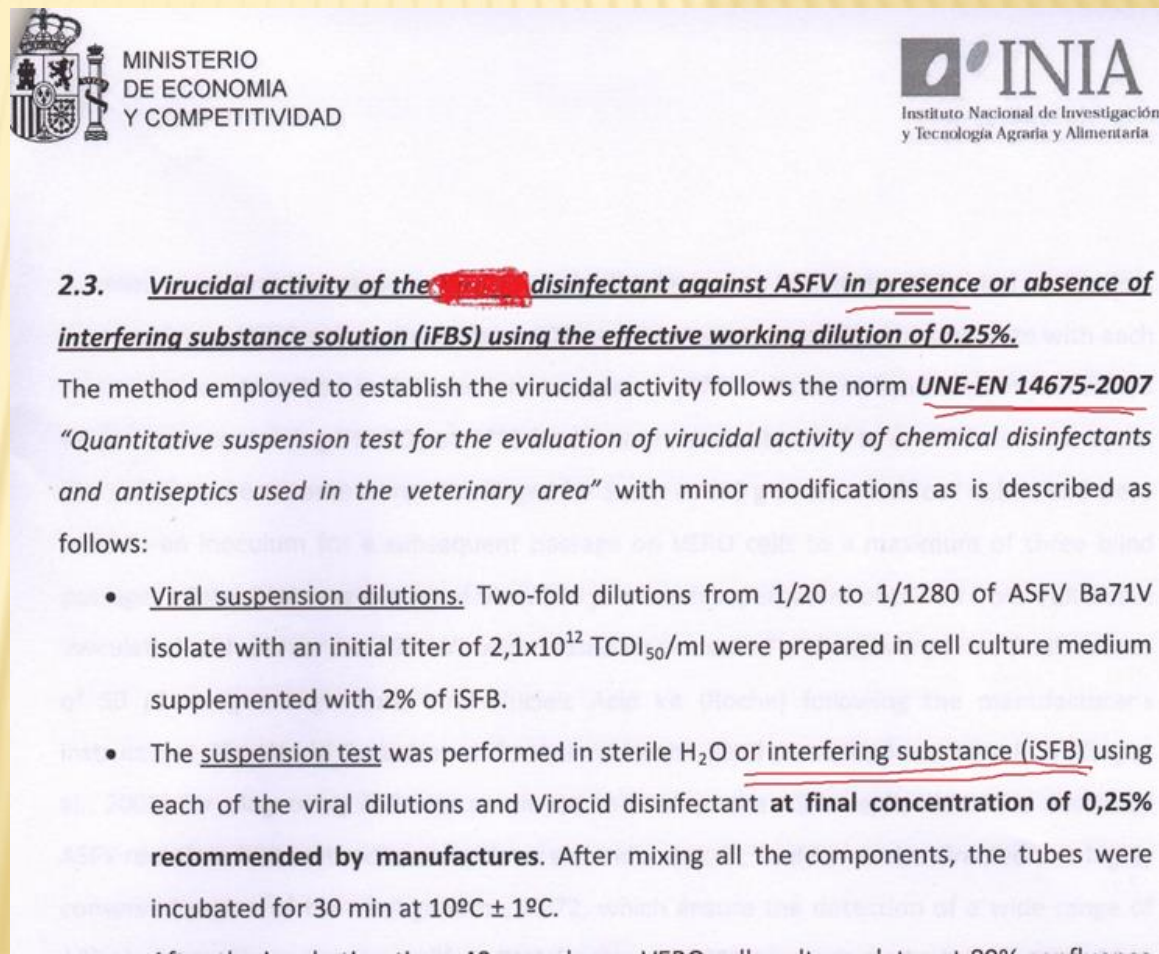 MINISTERIO
DE ECONOMIA
Y COMPETITIVIDAD
INIA
Instituto Nacional de Investigación
y Tecnología Agraria y Alimentaria
2.3. Virucidal activity of the disinfectant against ASFV in presence or absence of
interfering substance solution (iFBS) using the effective working dilution of 0.25%.
The method employed to establish the virucidal activity follows the norm UNE-EN 14675-2007
"Quantitative suspension test for the evaluation of virucidal activity of chemical disinfectants
and antiseptics used in the veterinary area" with minor modifications as is described as
follows:
• Viral suspension dilutions. Two-fold dilutions from 1/20 to 1/1280 of ASFV Ba71V
isolate with an initial titer of 2,1x10¹² TCDI₅₀/ml were prepared in cell culture medium
supplemented with 2% of iSFB.
• The suspension test was performed in sterile H₂O or interfering substance (iSFB) using
each of the viral dilutions and Virocid disinfectant at final concentration of 0,25%
recommended by manufactures. After mixing all the components, the tubes were
incubated for 30 min at 10ºC ± 1ºC.